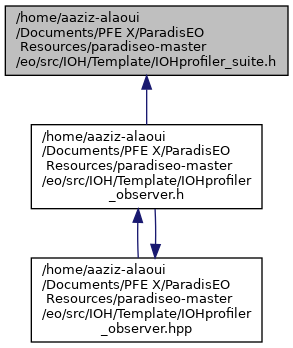 /home/aaziz-alaoui
/Documents/PFE X/ParadisEO
Resources/paradiseo-master
/eo/src/IOH/Template/IOHprofiler_suite.h
/home/aaziz-alaoui
/Documents/PFE X/ParadisEO
Resources/paradiseo-master
/eo/src/IOH/Template/IOHprofiler
_observer.h
/home/aaziz-alaoui
/Documents/PFE X/ParadisEO
Resources/paradiseo-master
/eo/src/IOH/Template/IOHprofiler
_observer.hpp